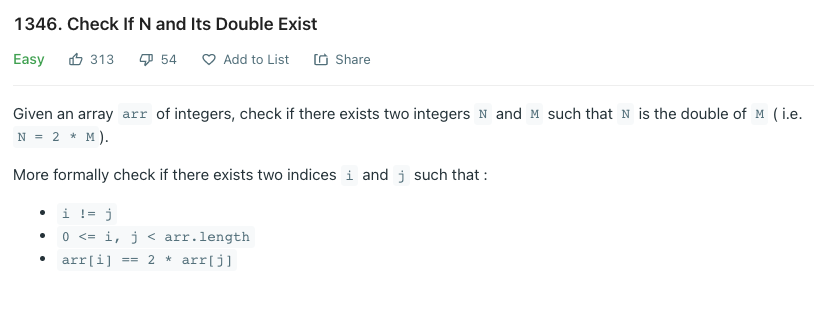 1346. Check If N and Its Double Exist
Easy 313 54 Add to List Share
Given an array arr of integers, check if there exists two integers N and M such that N is the double of M ( i.e.
N = 2 * M ).
More formally check if there exists two indices i and j such that :
• i != j
• 0 <= i, j < arr.length
• arr[i] == 2 * arr[j]